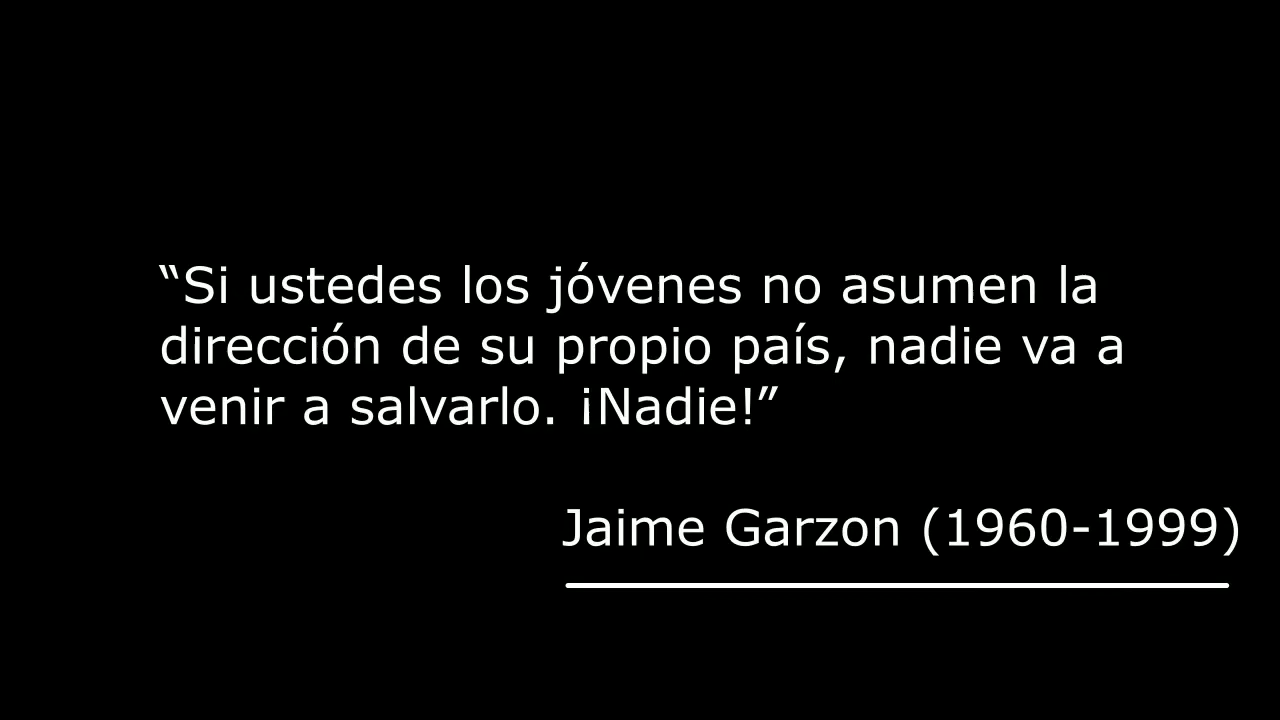 “Si ustedes los jóvenes no asumen la
dirección de su propio país, nadie va a
venir a salvarlo. ¡Nadie!”
Jaime Garzon (1960-1999)